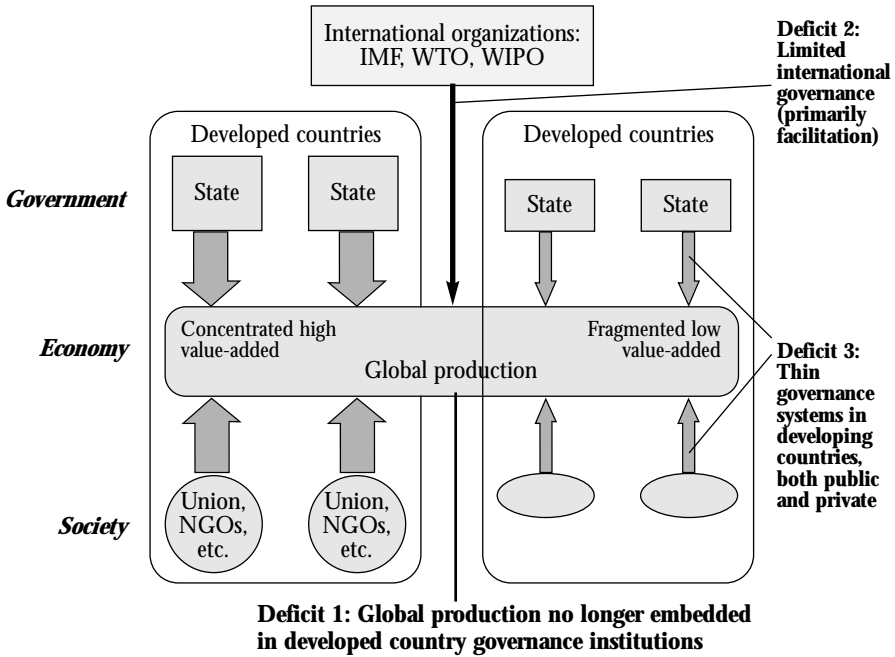 International organizations:
IMF, WTO, WIPO
Deficit 2:
Limited
international
governance
(primarily
facilitation)
Developed countries
Developed countries
Government
State
State
State
State
Economy
Concentrated high
value-added
Global production
Fragmented low
value-added
Deficit 3:
Thin
governance
systems in
developing
countries,
both public
and private
Society
Union,
NGOs,
etc.
Union,
NGOs,
etc.
Deficit 1: Global production no longer embedded
in developed country governance institutions